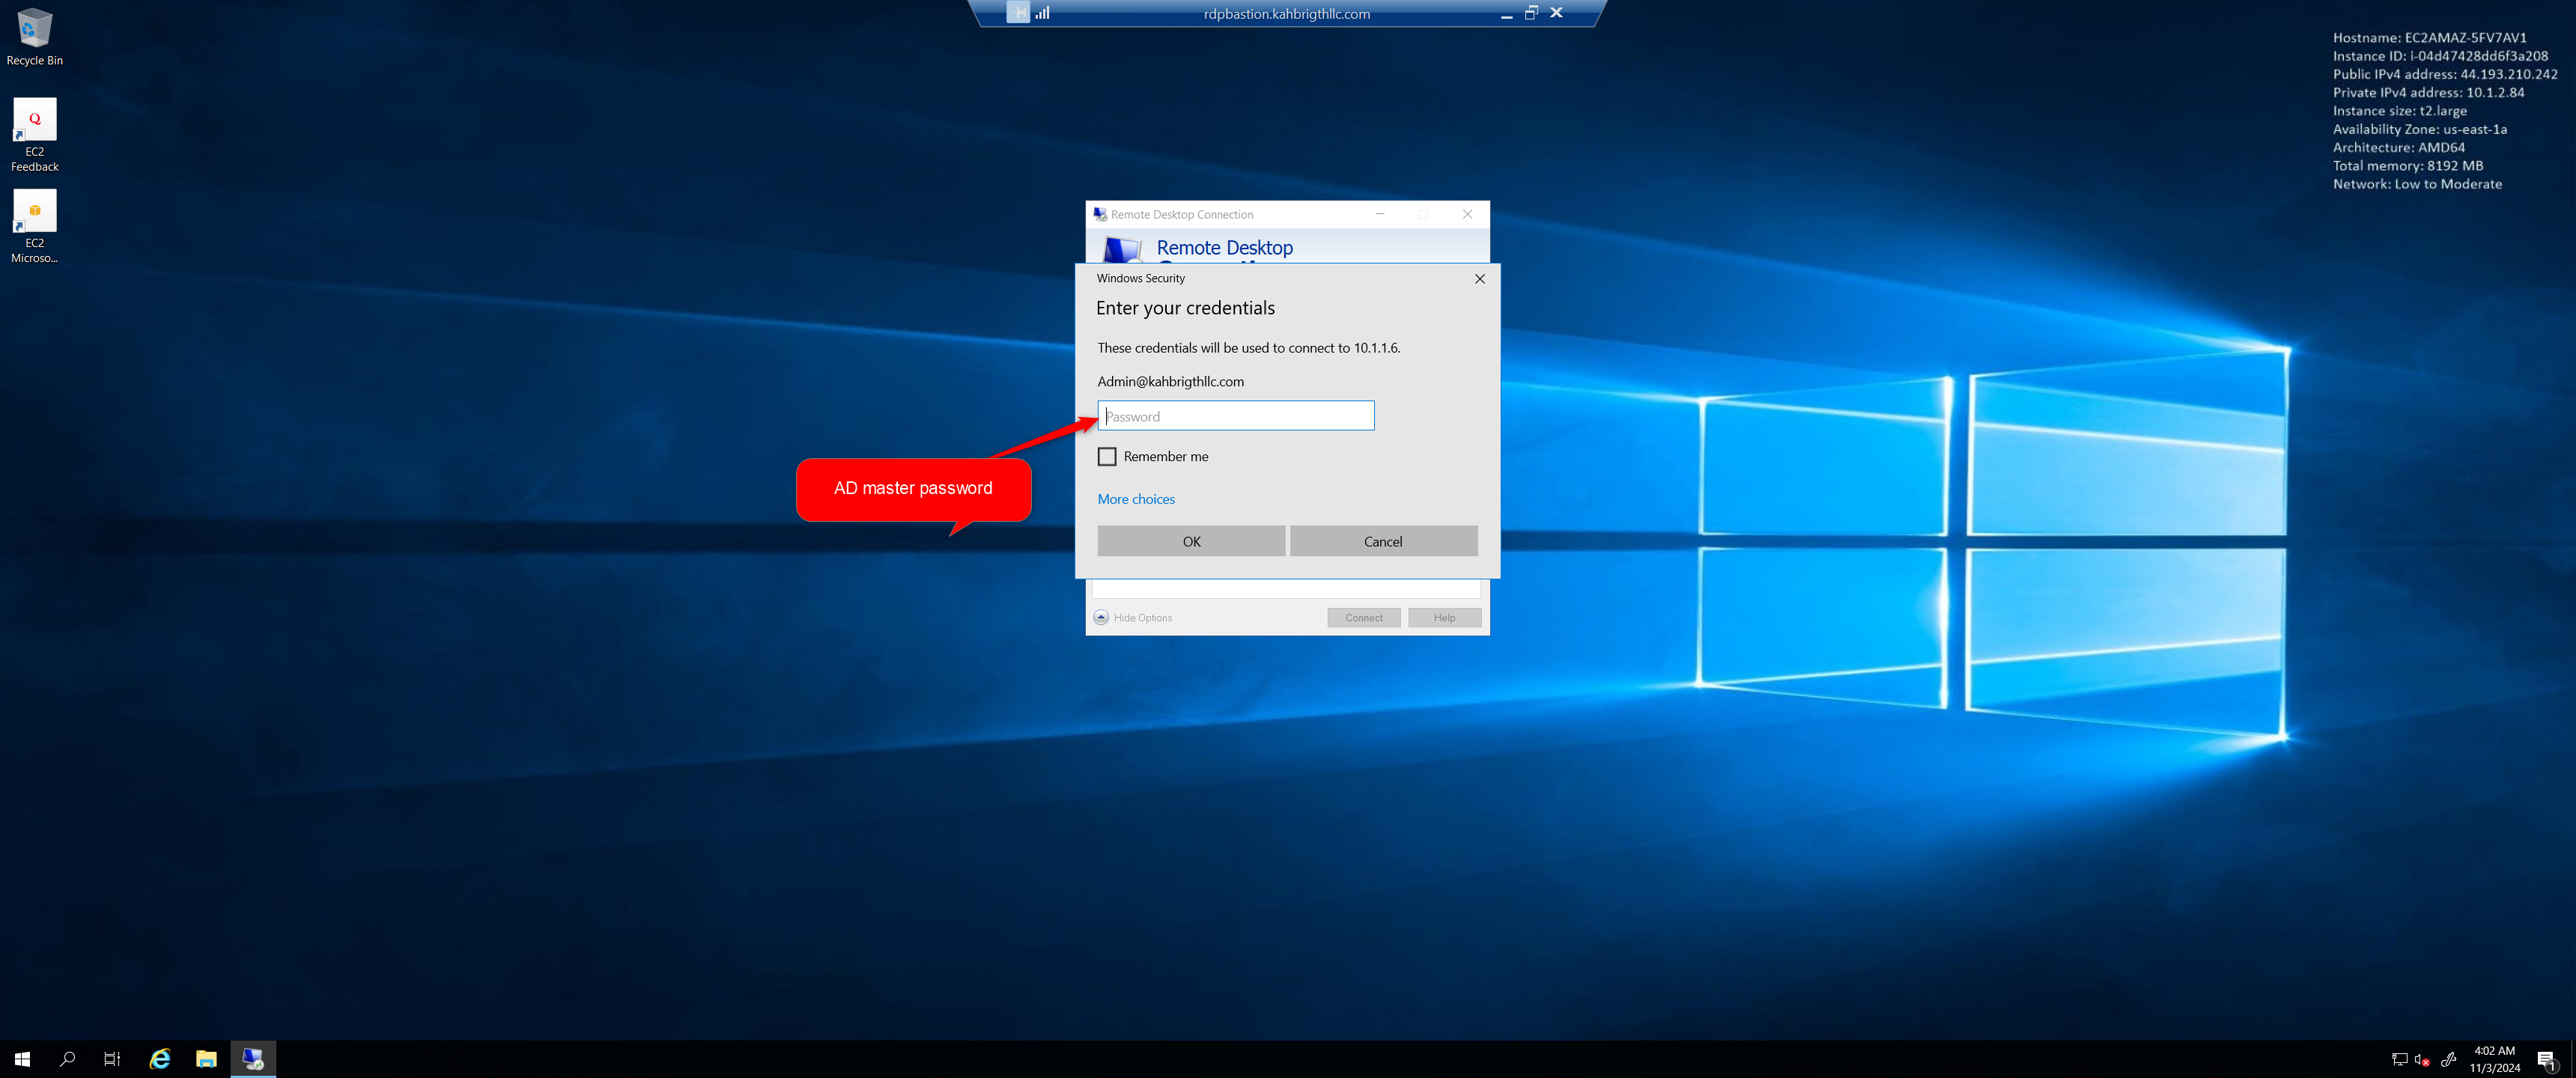 rdpbastion.kahbrigthllc.com
Recycle Bin
Q
EC2
Feedback
EC2
Microso...
Hostname: EC2AMAZ-5FV7AV1
Instance ID: i-04d47428dd6f3a208
Public IPv4 address: 44.193.210.242
Private IPv4 address: 10.1.2.84
Instance size: t2.large
Availability Zone: us-east-1a
Architecture: AMD64
Total memory: 8192 MB
Network: Low to Moderate
Remote Desktop Connection
Remote Desktop
Windows Security
Enter your credentials
These credentials will be used to connect to 10.1.1.6.
Admin@kahbrigthllc.com
Password
Remember me
AD master password
More choices
OK Cancel
Hide Options Connect Help
4:02 AM
11/3/2024
1